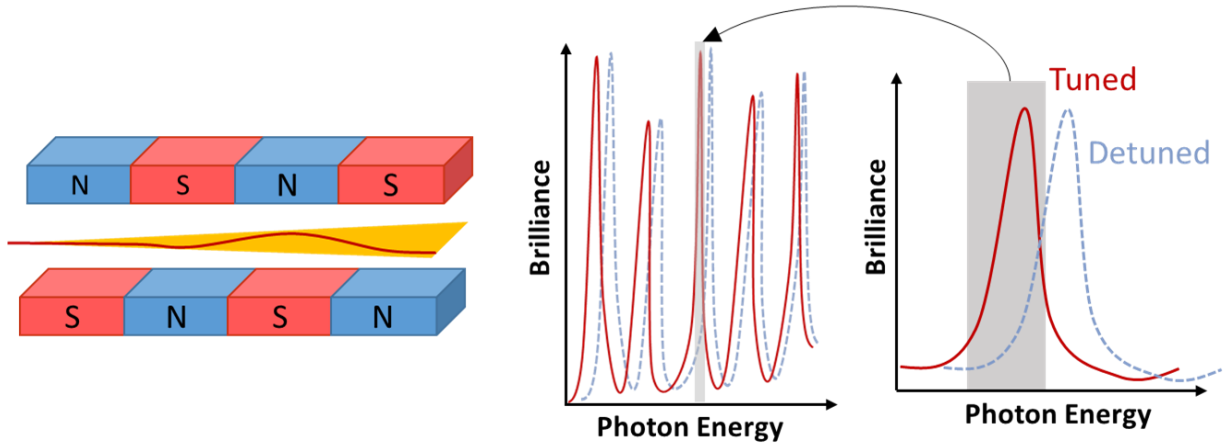 N S N S
S N S N
Brilliance
Photon Energy
Brilliance
Tuned
Detuned
Photon Energy